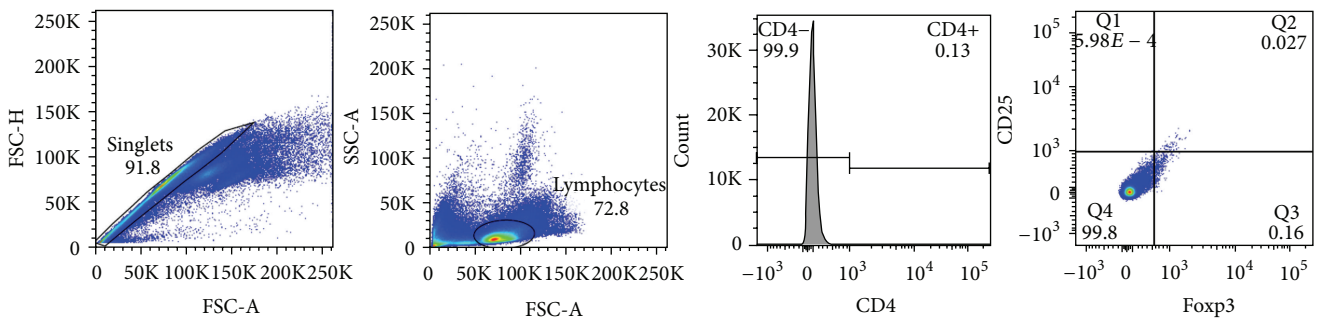 250K
200K
150K
100K
50K
0
FSC-H
Singlets
91.8
0 50K 100K 150K 200K 250K
FSC-A
250K
200K
150K
100K
50K
0
SSC-A
Lymphocytes
72.8
0 50K 100K 150K 200K 250K
FSC-A
30K
20K
10K
0
Count
CD4−
99.9
CD4+
0.13
−10³ 0 10³ 10⁴ 10⁵
CD4
10⁵
10⁴
10³
0
−10³
CD25
Q1
5.98E − 4
Q2
0.027
Q4
99.8
Q3
0.16
−10³ 0 10³ 10⁴ 10⁵
Foxp3